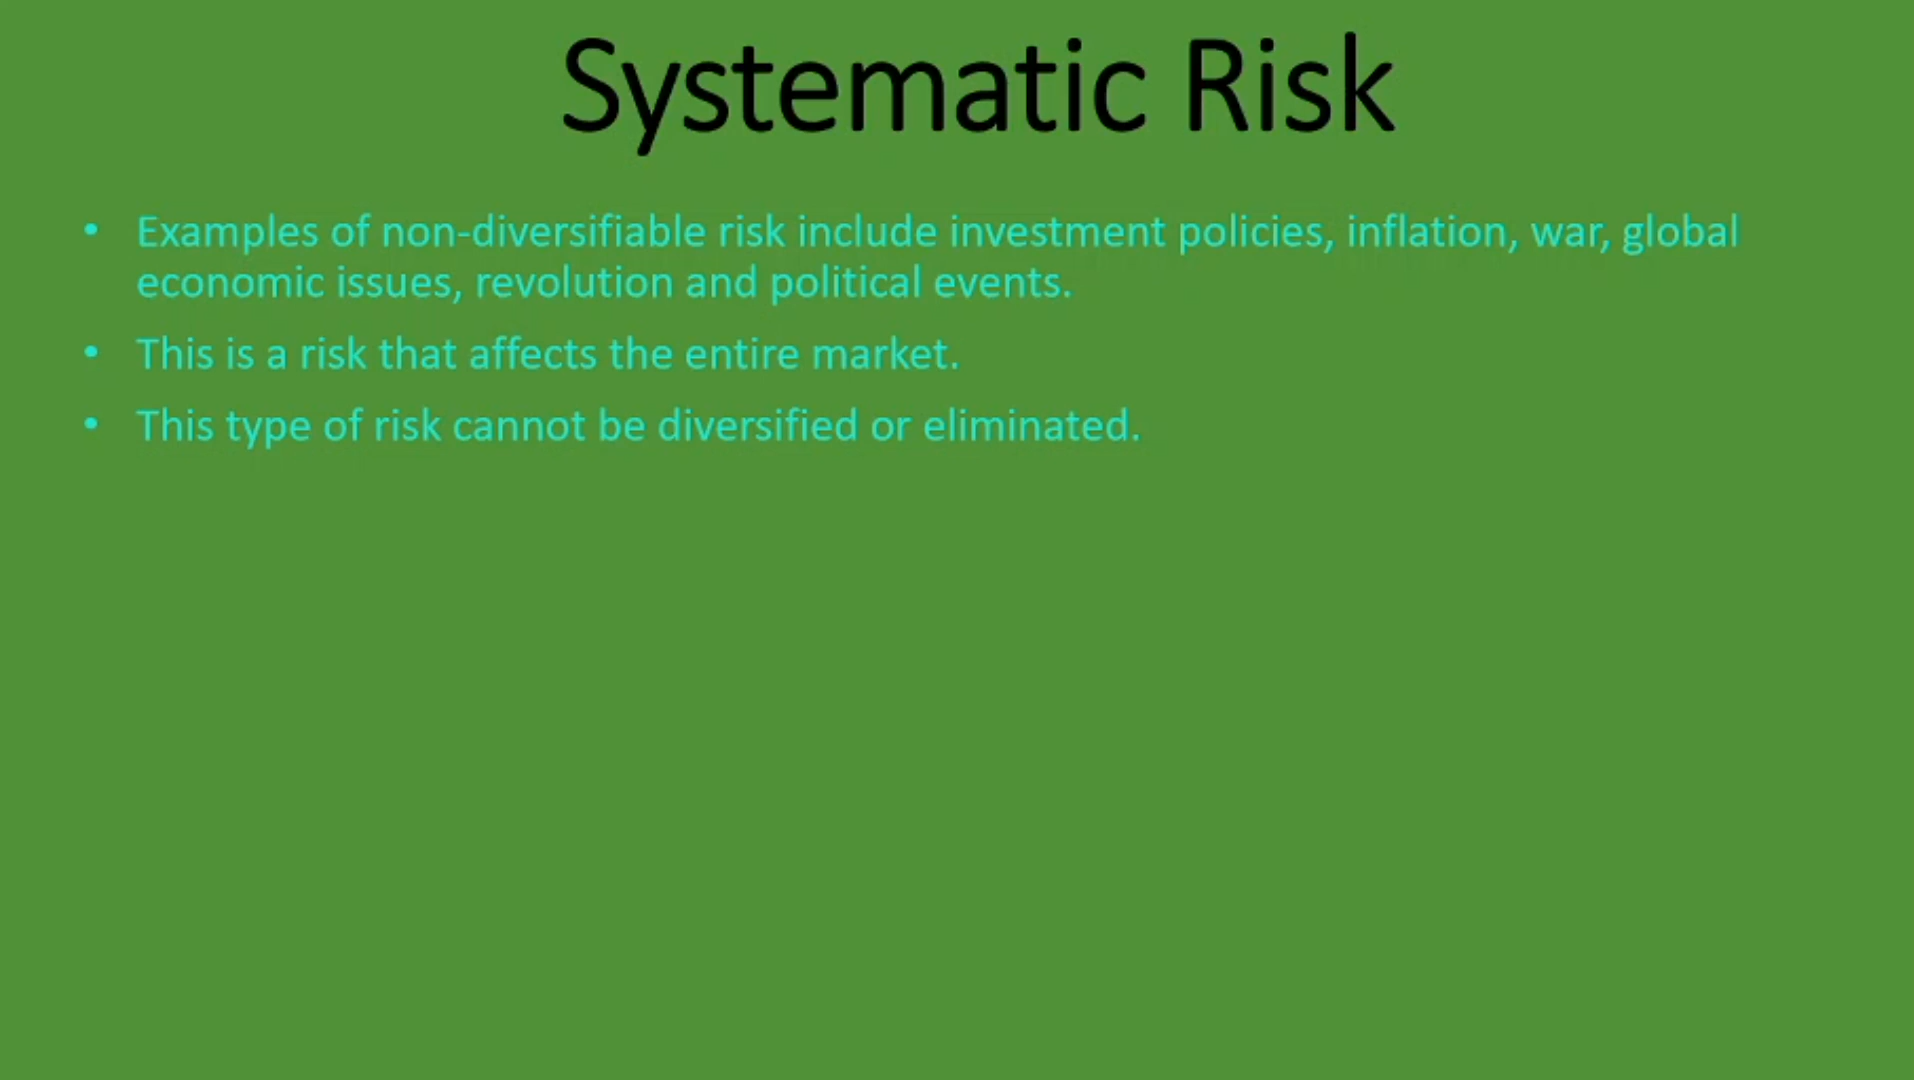 Systematic Risk
• Examples of non-diversifiable risk include investment policies, inflation, war, global
economic issues, revolution and political events.
• This is a risk that affects the entire market.
• This type of risk cannot be diversified or eliminated.